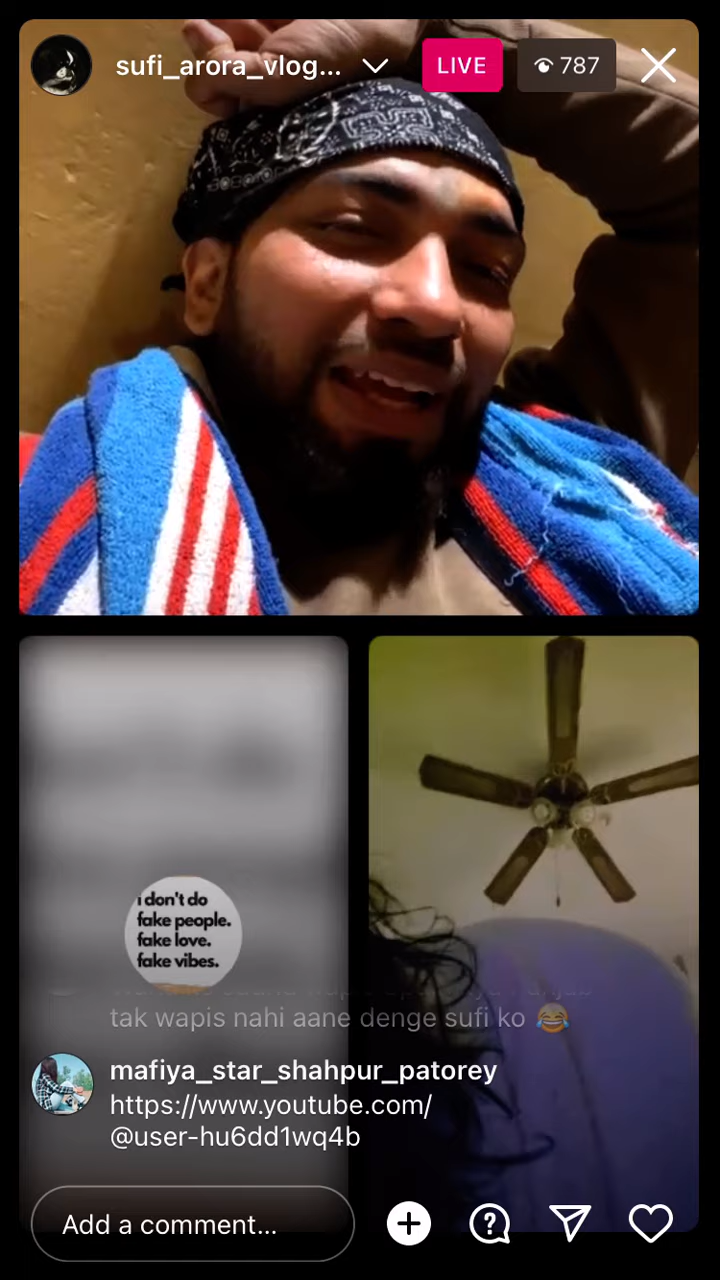 sufi_arora_vlog...
LIVE
787
i don't do
fake people.
fake love.
fake vibes.
tak wapis nahi aane denge sufi ko 😂
mafiya_star_shahpur_patorey
https://www.youtube.com/
@user-hu6dd1wq4b
Add a comment...